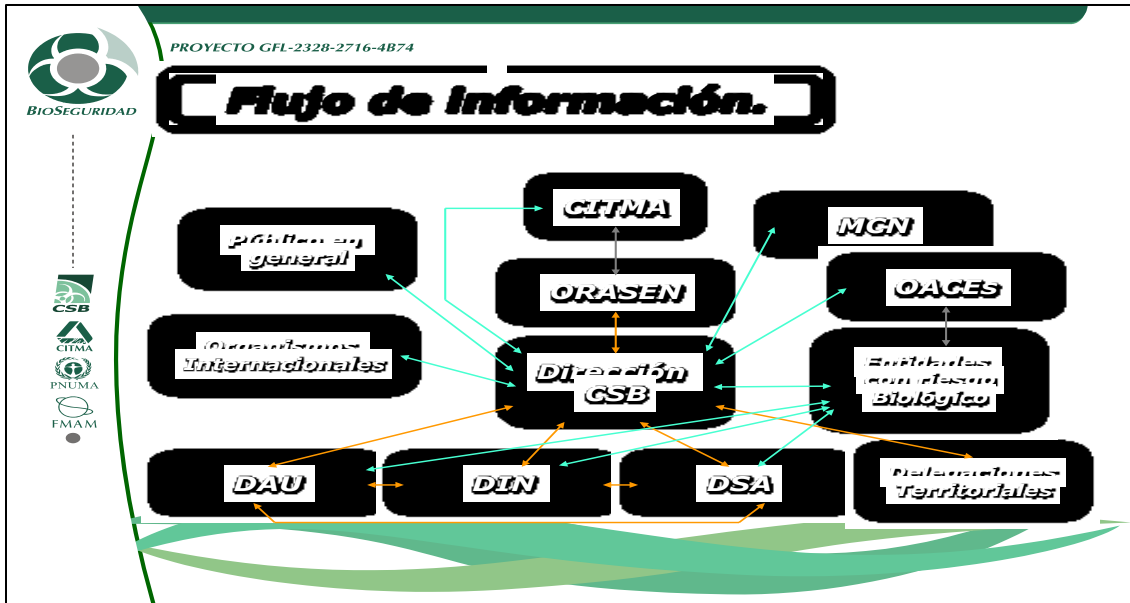 PROYECTO GFL-2328-2716-4B74
BIOSEGURIDAD
Flujo de información.
CITMA
MGN
Público en
general
ORASEN
OACEs
Organismos
Internacionales
Dirección
CSB
Entidades
con riesgo
Biológico
DAU
DIN
DSA
Delegaciones
Territoriales
CSB
CITMA
PNUMA
FMAM